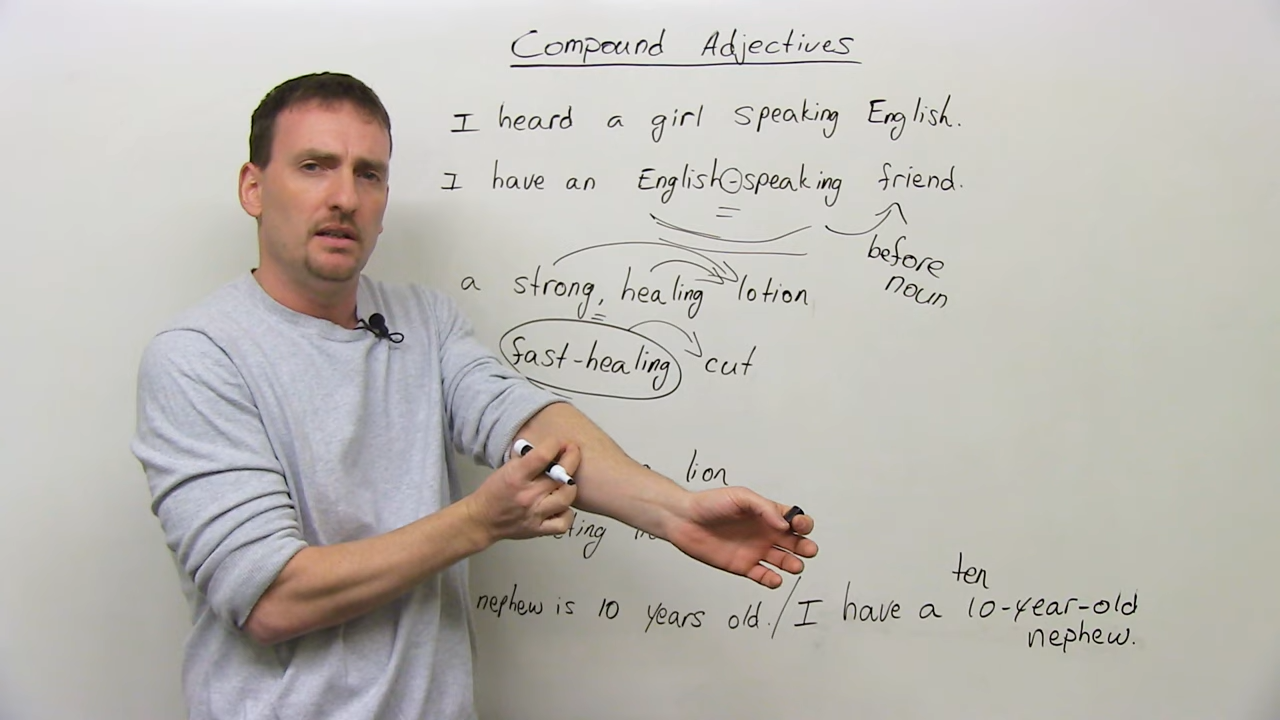 Compound Adjectives
I heard a girl speaking English.
I have an English-speaking friend.
before
noun
a strong, healing lotion
fast-healing cut
lion
nephew is 10 years old. / I have a 10-year-old
ten
nephew.